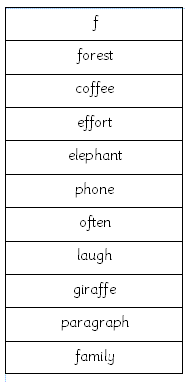 f
forest
coffee
effort
elephant
phone
often
laugh
giraffe
paragraph
family